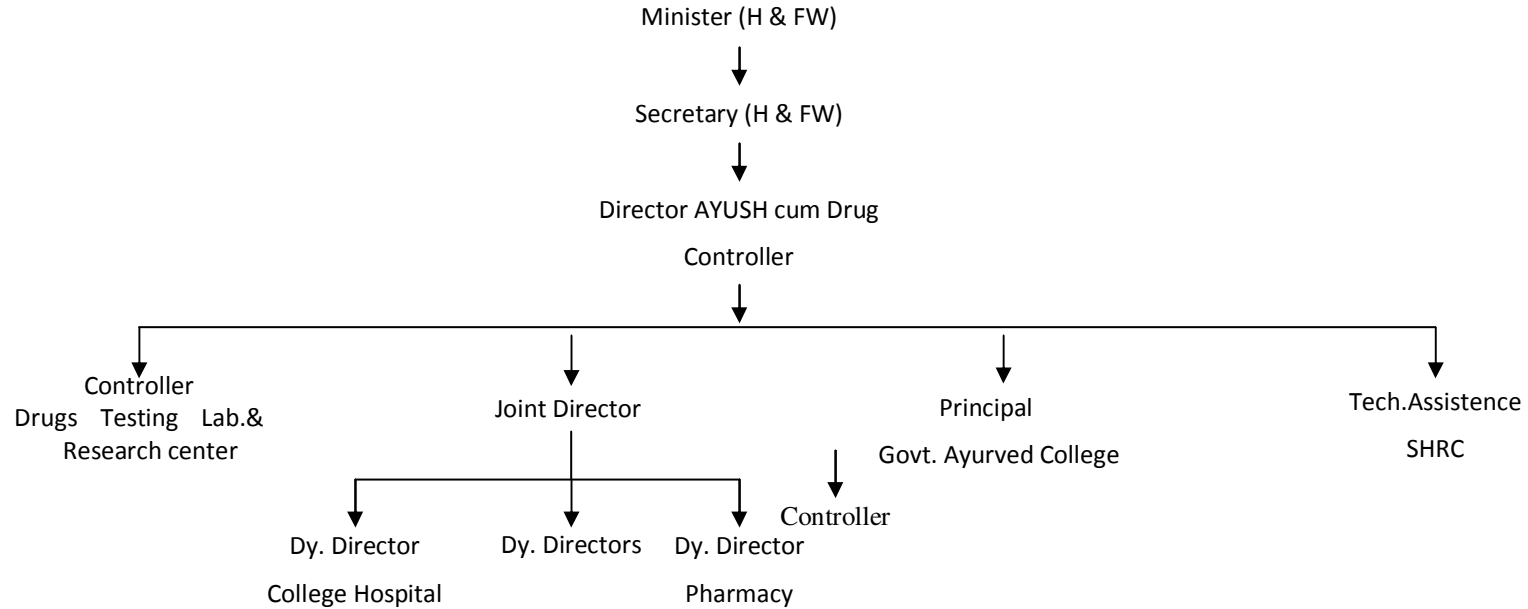 Minister (H & FW)
Secretary (H & FW)
Director AYUSH cum Drug
Controller
Controller
Drugs Testing Lab.&
Research center
Joint Director
Principal
Govt. Ayurved College
Tech.Assistence
SHRC
Controller
Dy. Director
College Hospital
Dy. Directors
Dy. Director
Pharmacy